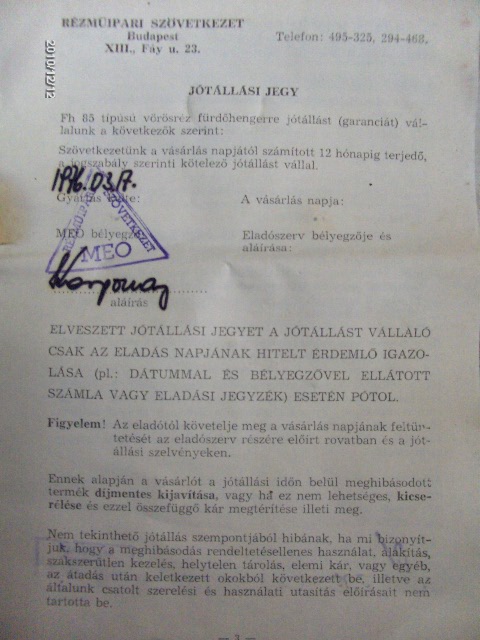 RÉZMŰIPARI SZÖVETKEZET
Budapest
XIII., Fáy u. 23.
Telefon: 495-325, 294-468.
2010/12/12
JÓTÁLLÁSI JEGY
Fh 85 típusú vörösréz fürdőhengerre jótállást (garanciát) vál-
lalunk a következők szerint:
Szövetkezetünk a vásárlás napjától számított 12 hónapig terjedő,
a jogszabály szerinti kötelező jótállást vállal.
Gyártás kelte:
A vásárlás napja:
MEO bélyegző
Eladószerv bélyegzője és
aláírása:
RÉZMŰIPARI SZÖVETKEZET
MEO
aláírás
ELVESZETT JÓTÁLLÁSI JEGYET A JÓTÁLLÁST VÁLLALÓ
CSAK AZ ELADÁS NAPJÁNAK HITELT ÉRDEMLŐ IGAZO-
LÁSA (pl.: DÁTUMMAL ÉS BÉLYEGZŐVEL ELLÁTOTT
SZÁMLA VAGY ELADÁSI JEGYZÉK) ESETÉN PÓTOL.
Figyelem! Az eladótól követelje meg a vásárlás napjának feltün-
tetését az eladószerv részére előírt rovatban és a jót-
állási szelvényeken.
Ennek alapján a vásárlót a jótállási időn belül meghibásodott
termék díjmentes kijavítása, vagy ha ez nem lehetséges, kicse-
rélése és ezzel összefüggő kár megtérítése illeti meg.
Nem tekinthető jótállás szempontjából hibának, ha mi bizonyít-
juk, hogy a meghibásodás rendeltetésellenes használat, alakítás,
szakszerűtlen kezelés, helytelen tárolás, elemi kár, vagy egyéb,
az átadás után keletkezett okokból következett be, illetve az
általunk csatolt szerelési és használati utasítás előírásait nem
tartotta be.